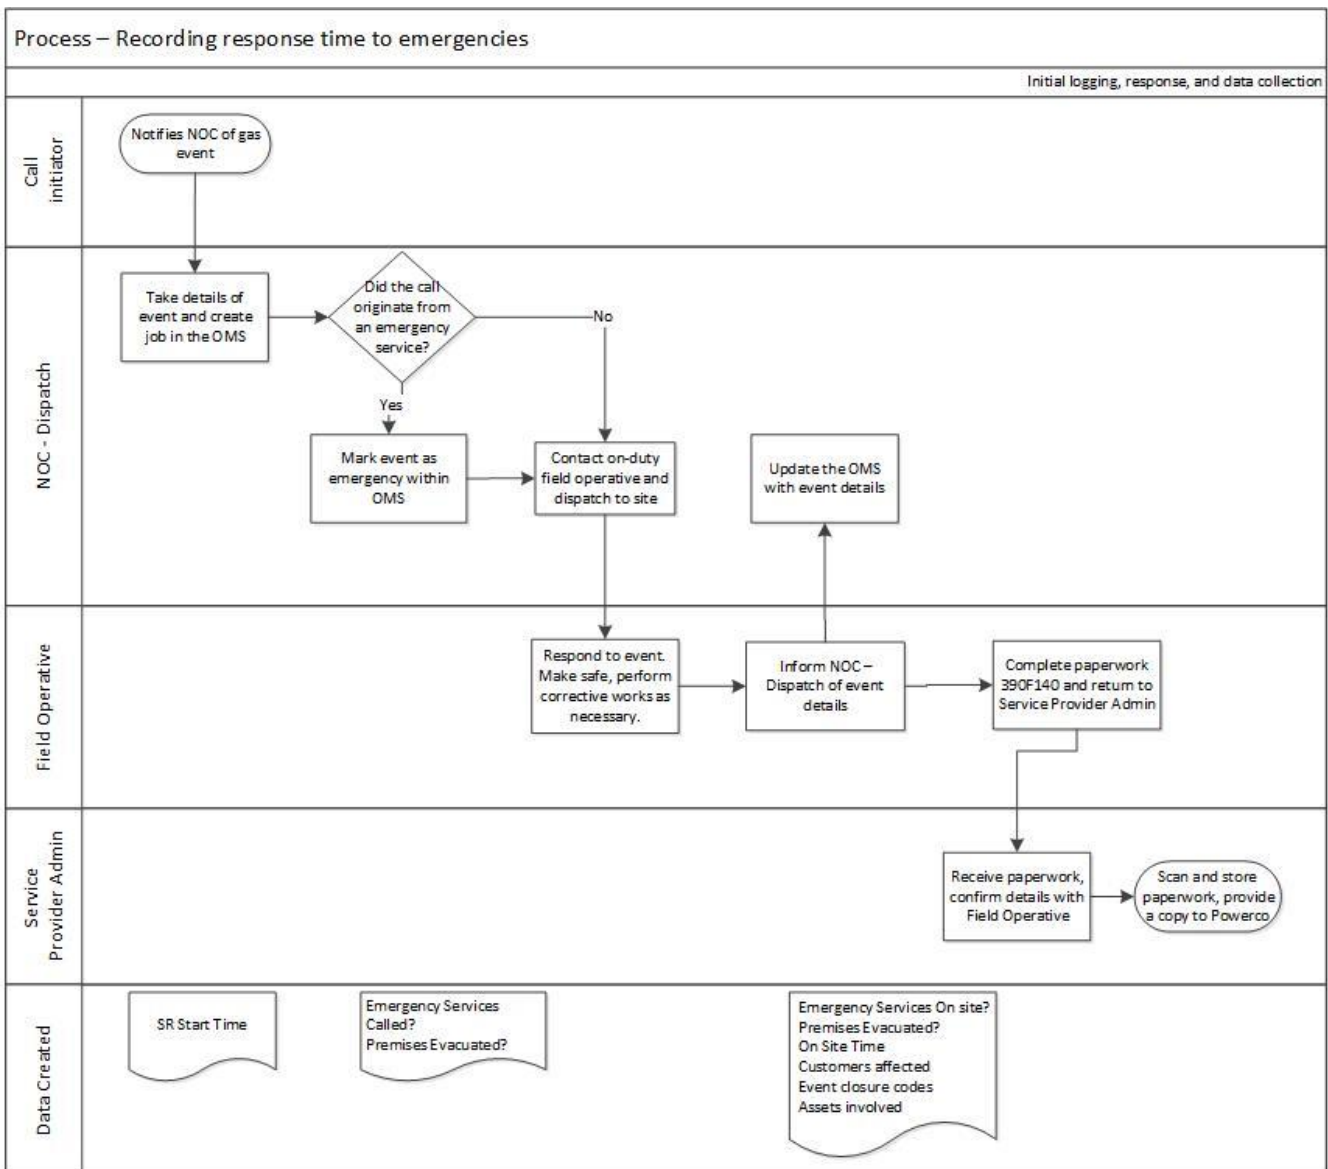 Process – Recording response time to emergencies
Initial logging, response, and data collection
Call
initiator
Notifies NOC of gas
event
NOC - Dispatch
Take details of
event and create
job in the OMS
Did the call
originate from
an emergency
service?
No
Yes
Mark event as
emergency within
OMS
Contact on-duty
field operative and
dispatch to site
Update the OMS
with event details
Field Operative
Respond to event.
Make safe, perform
corrective works as
necessary.
Inform NOC –
Dispatch of event
details
Complete paperwork
390F140 and return to
Service Provider Admin
Service
Provider Admin
Receive paperwork,
confirm details with
Field Operative
Scan and store
paperwork, provide
a copy to Powerco
Data Created
SR Start Time
Emergency Services
Called?
Premises Evacuated?
Emergency Services On site?
Premises Evacuated?
On Site Time
Customers affected
Event closure codes
Assets involved